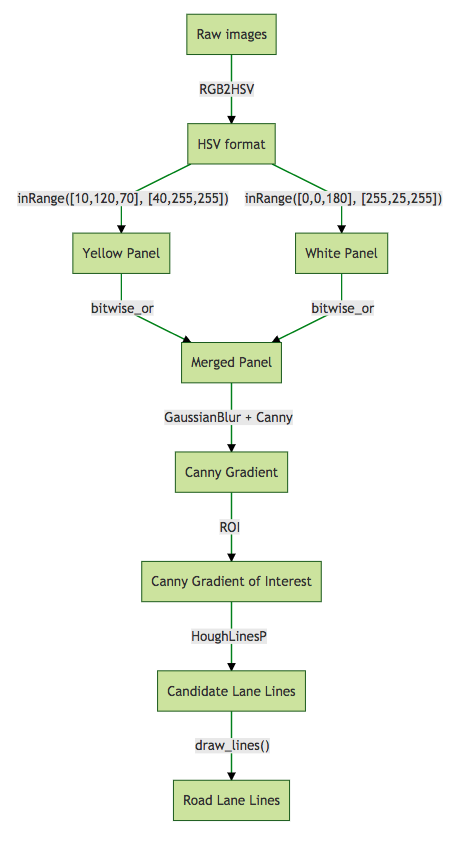 Raw images
RGB2HSV
HSV format
inRange([10,120,70], [40,255,255])
inRange([0,0,180], [255,25,255])
Yellow Panel
White Panel
bitwise_or
bitwise_or
Merged Panel
GaussianBlur + Canny
Canny Gradient
ROI
Canny Gradient of Interest
HoughLinesP
Candidate Lane Lines
draw_lines()
Road Lane Lines